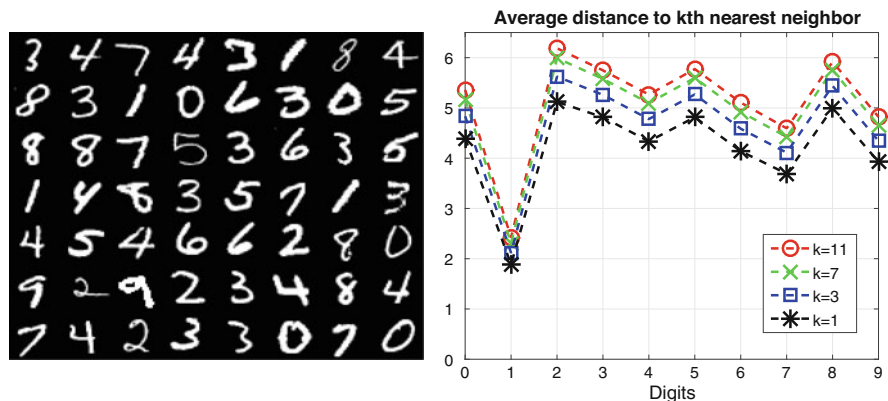 3 4 7 4 3 1 8 4
8 3 1 0 6 3 0 5
8 8 7 5 3 6 3 5
1 4 8 3 5 7 1 3
4 5 4 6 6 2 8 0
9 2 9 2 3 4 8 4
7 4 2 3 3 0 7 0
Average distance to kth nearest neighbor
6
5
4
3
2
1
0
k=11
k=7
k=3
k=1
0 1 2 3 4 5 6 7 8 9
Digits